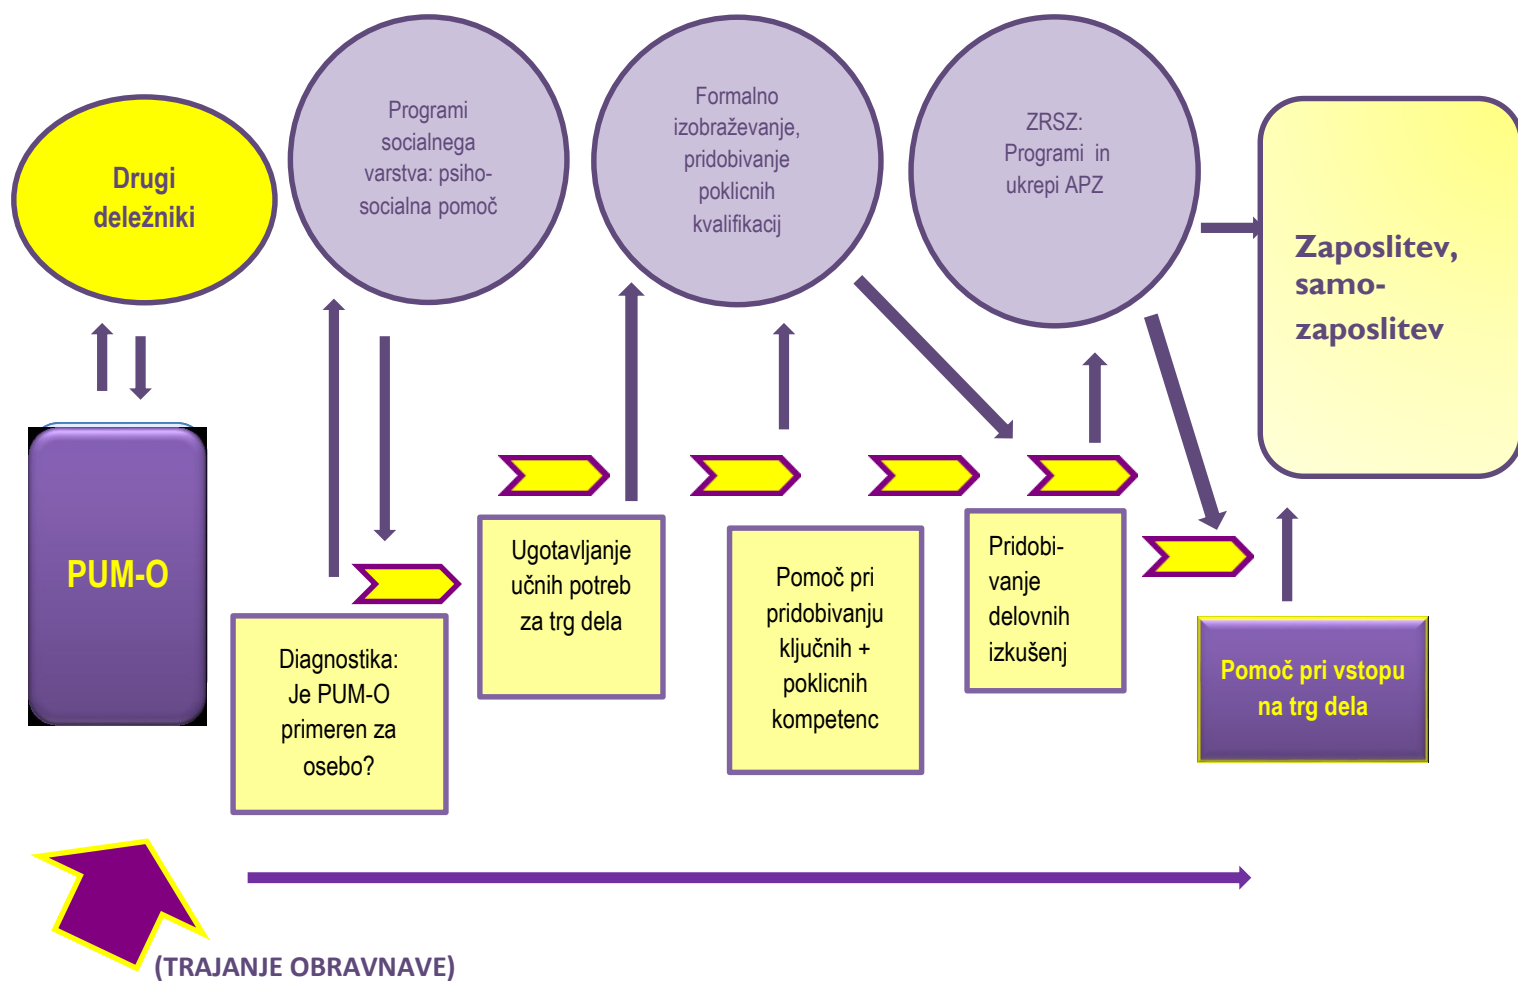 Drugi
deležniki
Programi
socialnega
varstva: psiho-
socialna pomoč
Formalno
izobraževanje,
pridobivanje
poklicnih
kvalifikacij
ZRSZ:
Programi in
ukrepi APZ
Zaposlitev,
samo-
zaposlitev
PUM-O
Diagnostika:
Je PUM-O
primeren za
osebo?
Ugotavljanje
učnih potreb
za trg dela
Pomoč pri
pridobivanju
ključnih +
poklicnih
kompetenc
Pridobi-
vanje
delovnih
izkušenj
Pomoč pri vstopu
na trg dela
(TRAJANJE OBRAVNAVE)